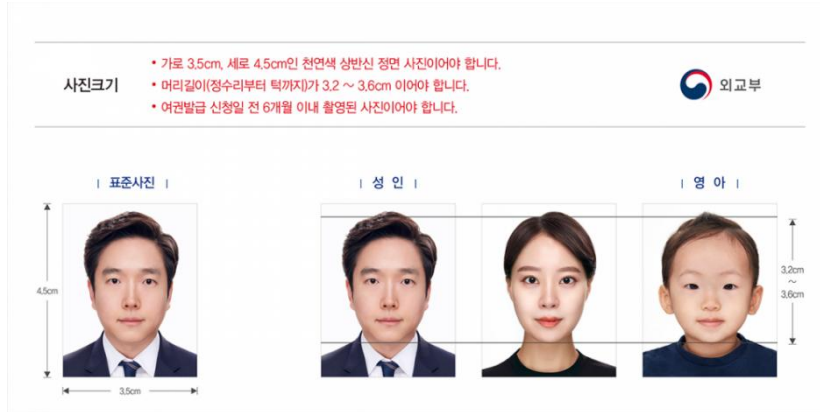 • 가로 3.5cm, 세로 4.5cm인 천연색 상반신 정면 사진이어야 합니다.
사진크기
• 머리길이(정수리부터 턱까지)가 3.2 ~ 3.6cm 이어야 합니다.
외교부
• 여권발급 신청일 전 6개월 이내 촬영된 사진이어야 합니다.
| 표준사진 |
| 성 인 |
| 영 아 |
4.5cm
3.2cm
~
3.6cm
3.5cm